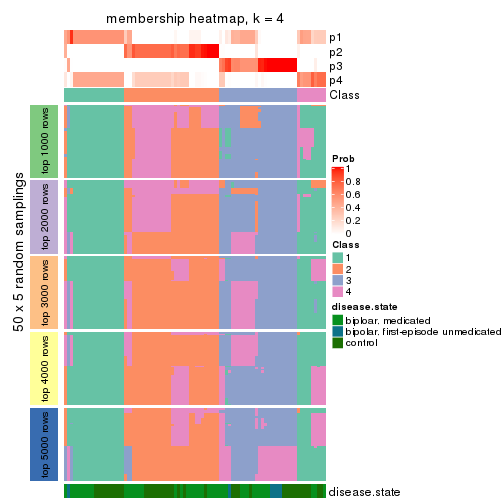 membership heatmap, k = 4
p1
p2
p3
p4
Class
50 x 5 random samplings
top 1000 rows
top 2000 rows
top 3000 rows
top 4000 rows
top 5000 rows
Prob
1
0.8
0.6
0.4
0.2
0
Class
1
2
3
4
disease.state
biploar. medicated
bipolar. first-episode unmedicated
control
disease.state